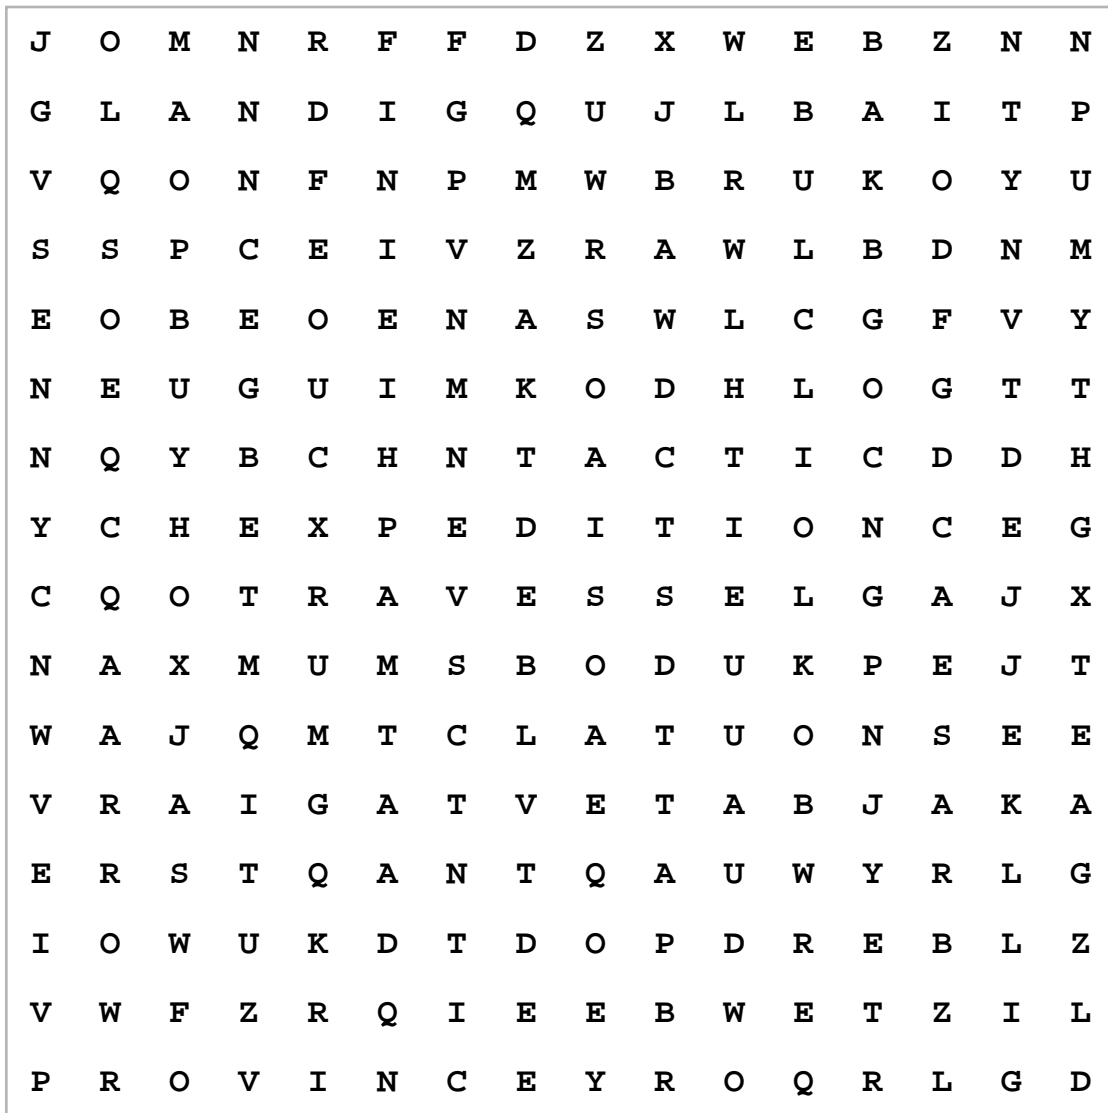 J O M N R F F D Z X W E B Z N N
G L A N D I G Q U J L B A I T P
V Q O N F N P M W B R U K O Y U
S S P C E I V Z R A W L B D N M
E O B E O E N A S W L C G F V Y
N E U G U I M K O D H L O G T T
N Q Y B C H N T A C T I C D D H
Y C H E X P E D I T I O N C E G
C Q O T R A V E S S E L G A J X
N A X M U M S B O D U K P E J T
W A J Q M T C L A T U O N S E E
V R A I G A T V E T A B J A K A
E R S T Q A N T Q A U W Y R L G
I O W U K D T D O P D R E B L Z
V W F Z R Q I E E B W E T Z I L
P R O V I N C E Y R O Q R L G D